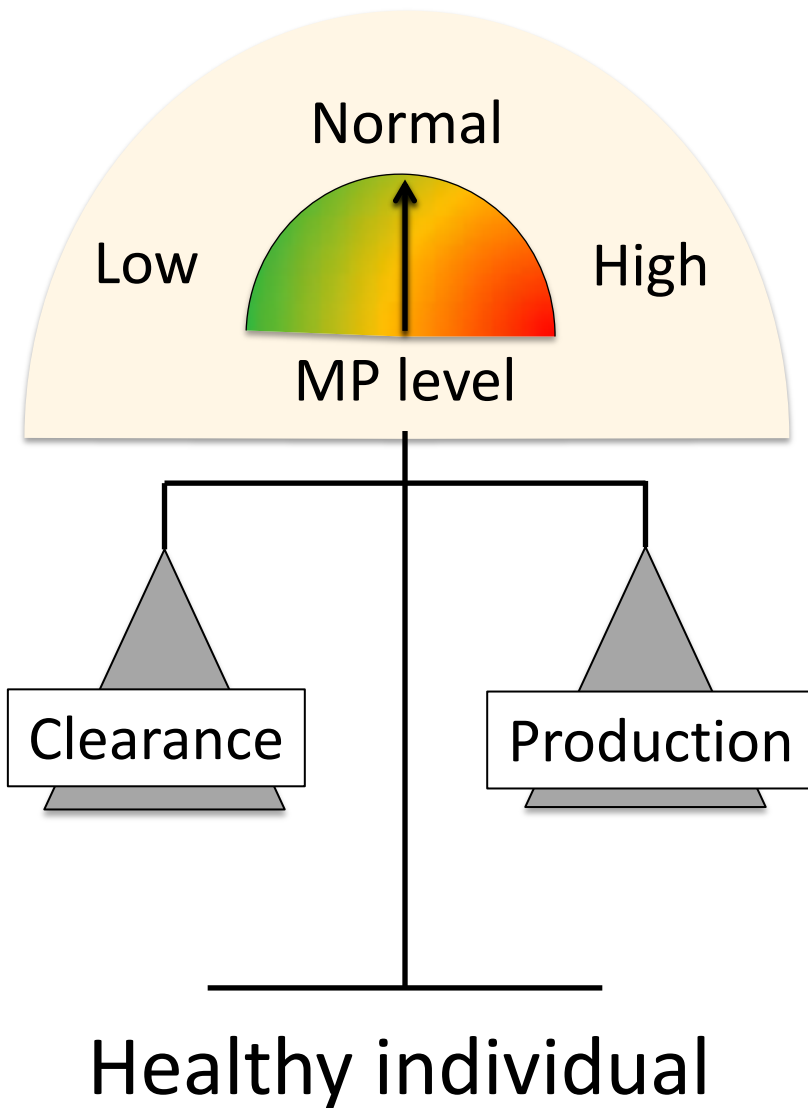 Normal
Low
High
MP level
Clearance
Production
Healthy individual